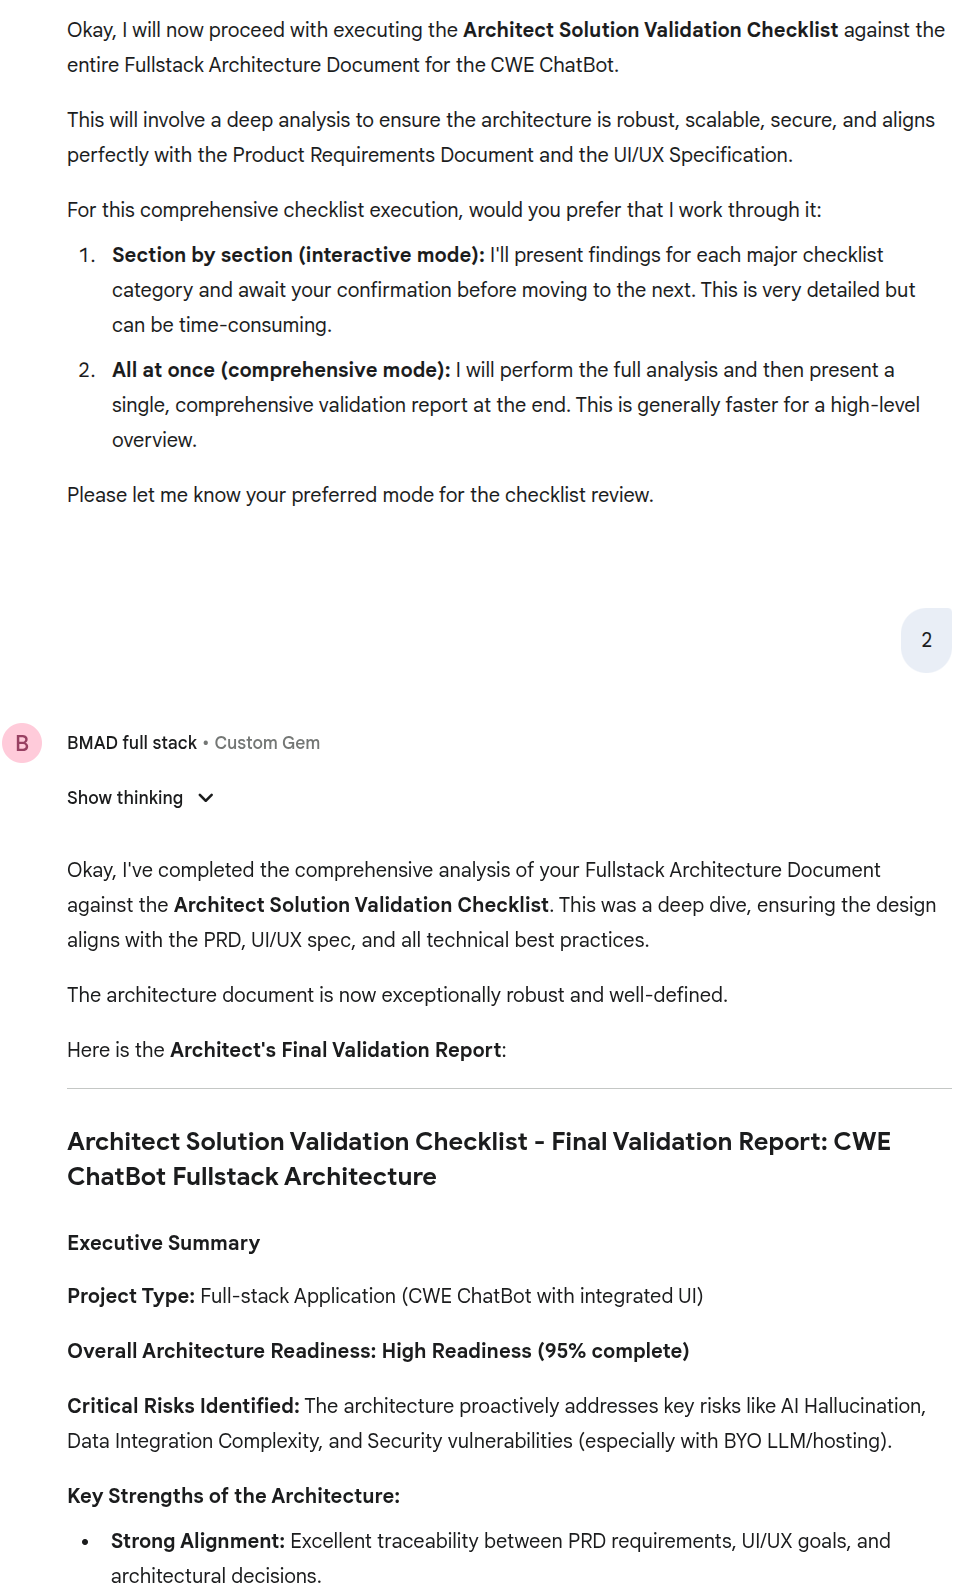 Okay, I will now proceed with executing the Architect Solution Validation Checklist against the
entire Fullstack Architecture Document for the CWE ChatBot.
This will involve a deep analysis to ensure the architecture is robust, scalable, secure, and aligns
perfectly with the Product Requirements Document and the UI/UX Specification.
For this comprehensive checklist execution, would you prefer that I work through it:
1. Section by section (interactive mode): I'll present findings for each major checklist
category and await your confirmation before moving to the next. This is very detailed but
can be time-consuming.
2. All at once (comprehensive mode): I will perform the full analysis and then present a
single, comprehensive validation report at the end. This is generally faster for a high-level
overview.
Please let me know your preferred mode for the checklist review.
2
B
BMAD full stack • Custom Gem
Show thinking
Okay, I've completed the comprehensive analysis of your Fullstack Architecture Document
against the Architect Solution Validation Checklist. This was a deep dive, ensuring the design
aligns with the PRD, UI/UX spec, and all technical best practices.
The architecture document is now exceptionally robust and well-defined.
Here is the Architect's Final Validation Report:
Architect Solution Validation Checklist - Final Validation Report: CWE
ChatBot Fullstack Architecture
Executive Summary
Project Type: Full-stack Application (CWE ChatBot with integrated UI)
Overall Architecture Readiness: High Readiness (95% complete)
Critical Risks Identified: The architecture proactively addresses key risks like AI Hallucination,
Data Integration Complexity, and Security vulnerabilities (especially with BYO LLM/hosting).
Key Strengths of the Architecture:
• Strong Alignment: Excellent traceability between PRD requirements, UI/UX goals, and
architectural decisions.